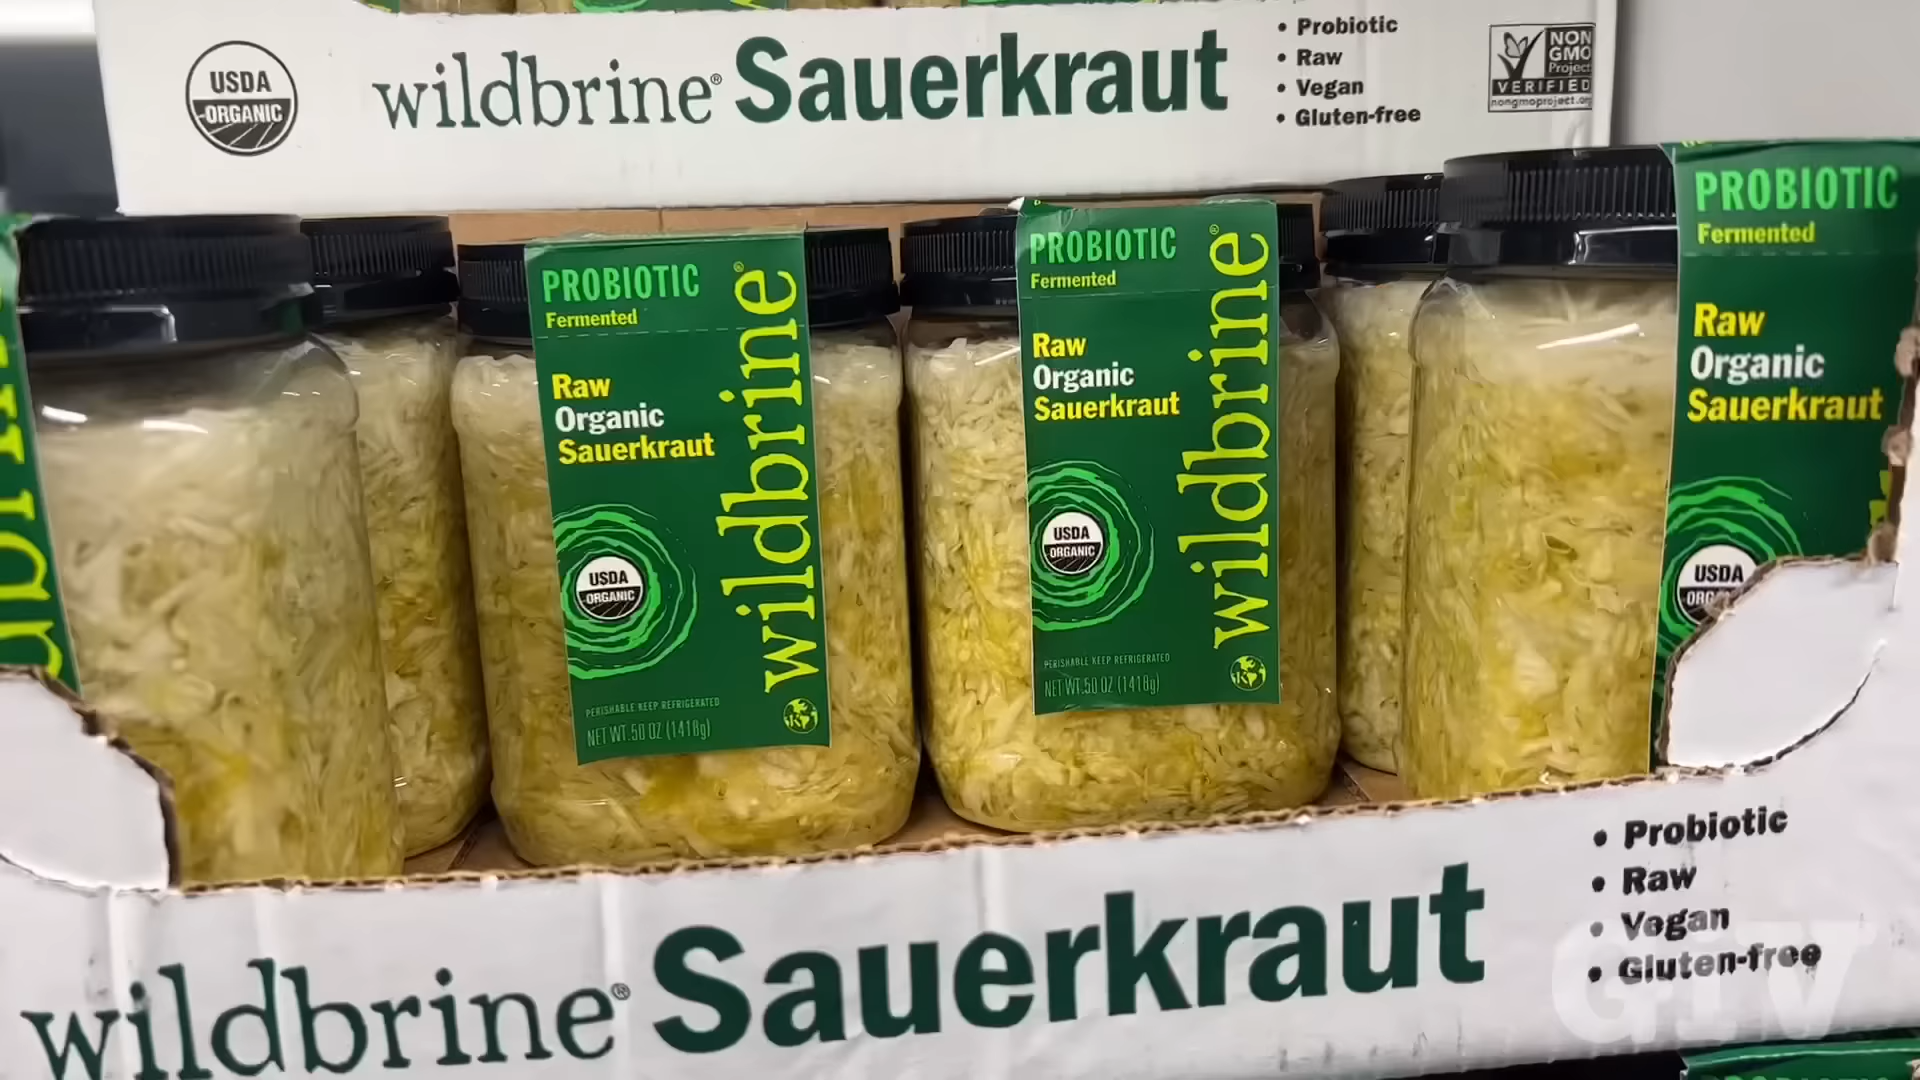 USDA
ORGANIC
wildbrine® Sauerkraut
• Probiotic
• Raw
• Vegan
• Gluten-free
NON
GMO
Project
VERIFIED
nongmoproject.org
PROBIOTIC
Fermented
Raw
Organic
Sauerkraut
wildbrine®
USDA
ORGANIC
PERISHABLE KEEP REFRIGERATED
NET WT.50 OZ (1418g)
PROBIOTIC
Fermented
Raw
Organic
Sauerkraut
wildbrine®
USDA
ORGANIC
PERISHABLE KEEP REFRIGERATED
NET WT.50 OZ (1418g)
PROBIOTIC
Fermented
Raw
Organic
Sauerkraut
USDA
wildbrine® Sauerkraut
• Probiotic
• Raw
• Vegan
• Gluten-free
GTV